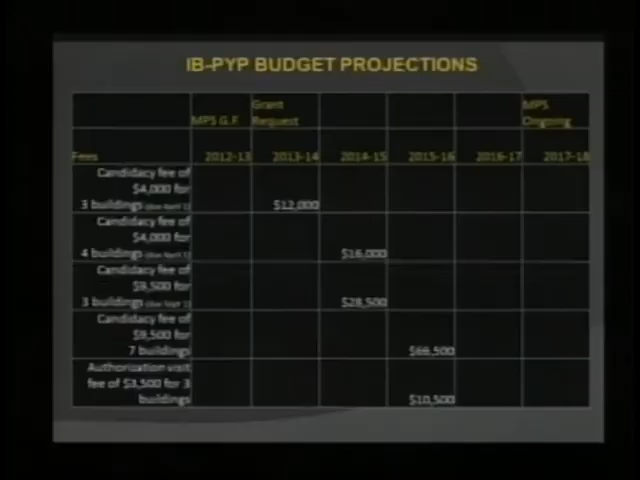 IB-PYP BUDGET PROJECTIONS
MPS G.F. Grant Request MPS Ongoing
Fees 2012-13 2013-14 2014-15 2015-16 2016-17 2017-18
Candidacy fee of
$4,000 for
3 buildings $12,000
Candidacy fee of
$4,000 for
4 buildings $16,000
Candidacy fee of
$9,500 for
3 buildings $28,500
Candidacy fee of
$9,500 for
7 buildings $66,500
Authorization visit
fee of $3,500 for 3
buildings $10,500